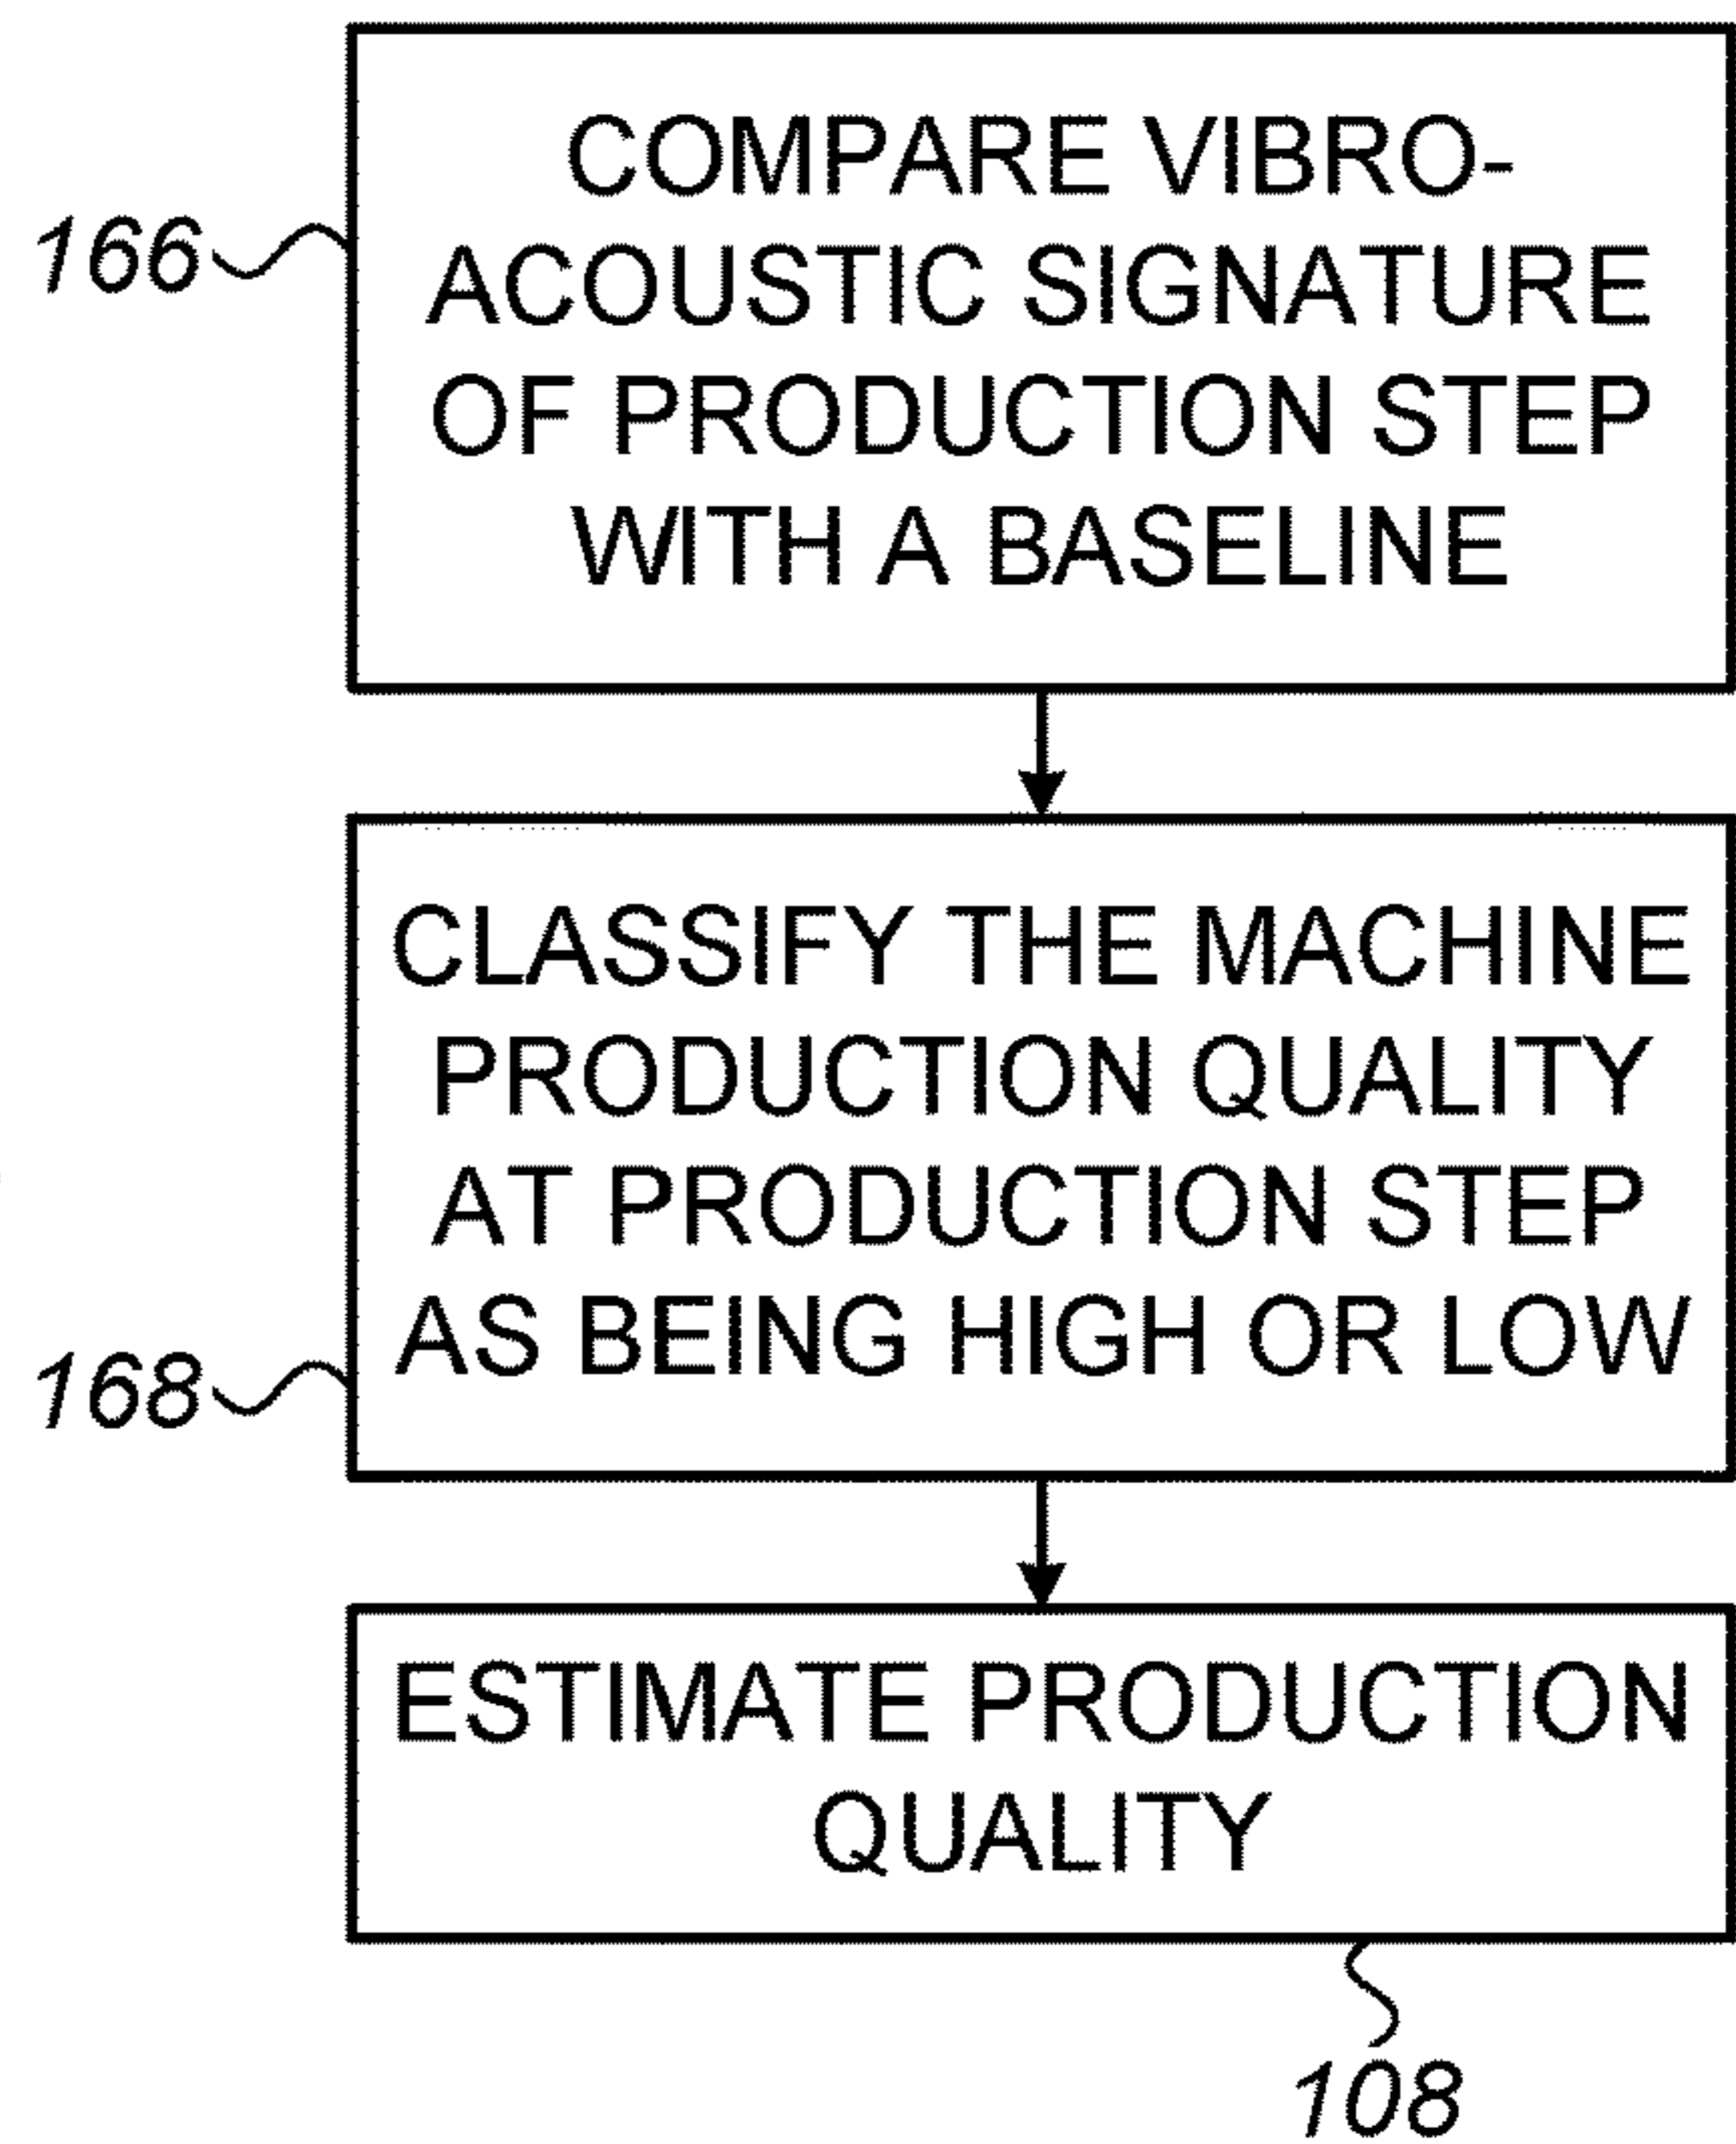 COMPARE VIBRO-
166 ACOUSTIC SIGNATURE
OF PRODUCTION STEP
WITH A BASELINE
CLASSIFY THE MACHINE
PRODUCTION QUALITY
AT PRODUCTION STEP
168 AS BEING HIGH OR LOW
ESTIMATE PRODUCTION
QUALITY
108